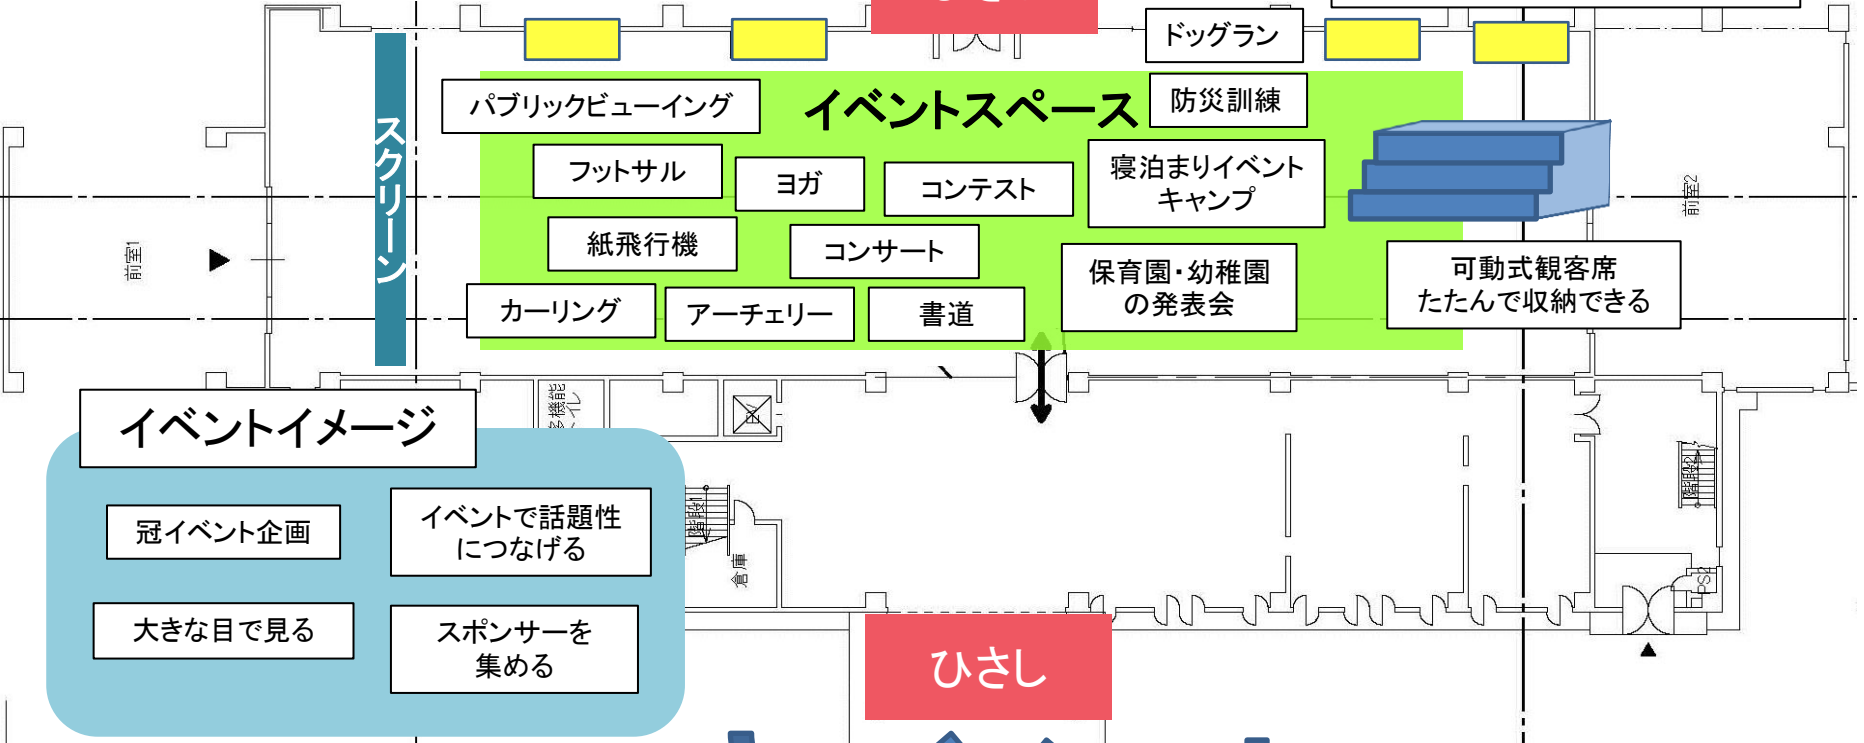 ドッグラン
パブリックビューイング
イベントスペース
防災訓練
スクリーン
フットサル
ヨガ
コンテスト
寝泊まりイベント
キャンプ
前室2
紙飛行機
コンサート
前室1
保育園・幼稚園
の発表会
可動式観客席
たたんで収納できる
カーリング
アーチェリー
書道
EV
イベントイメージ
階段2
冠イベント企画
イベントで話題性
につなげる
階段1
倉庫
PS2
大きな目で見る
スポンサーを
集める
ひさし